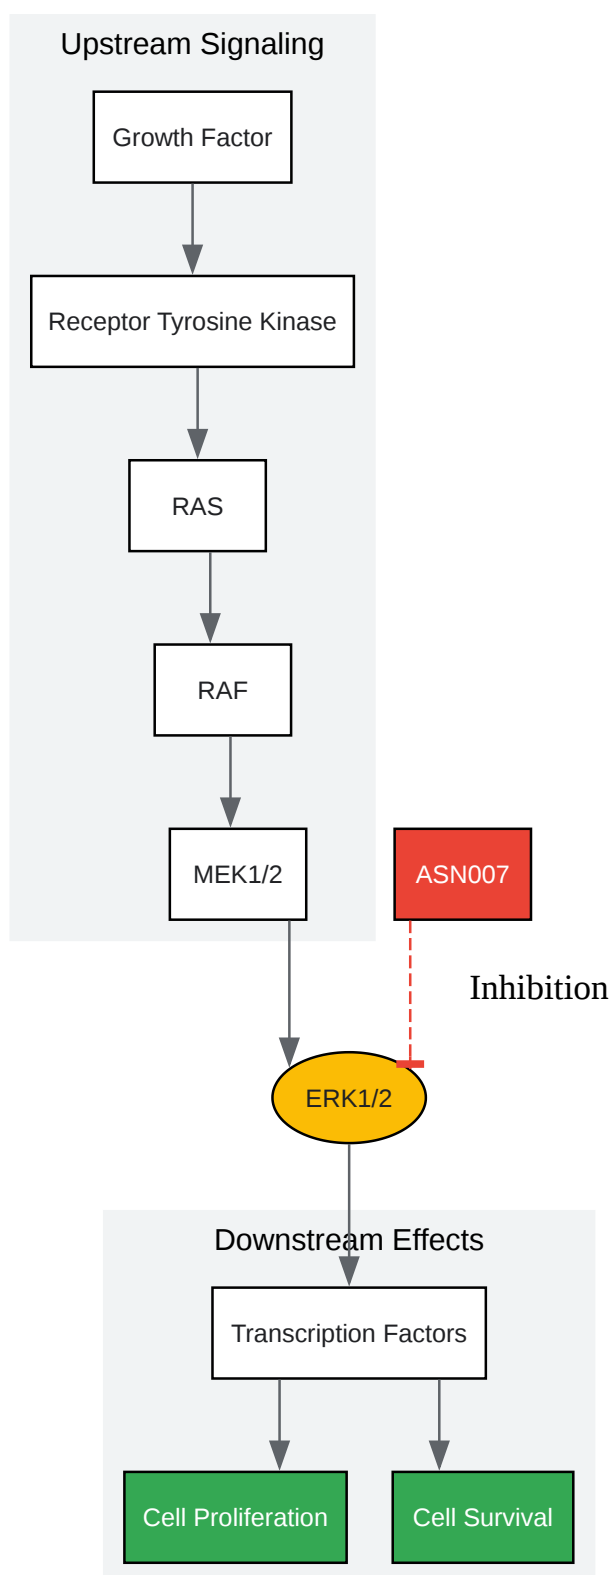 Upstream Signaling
Growth Factor
Receptor Tyrosine Kinase
RAS
RAF
MEK1/2
ASN007
Inhibition
ERK1/2
Downstream Effects
Transcription Factors
Cell Proliferation
Cell Survival